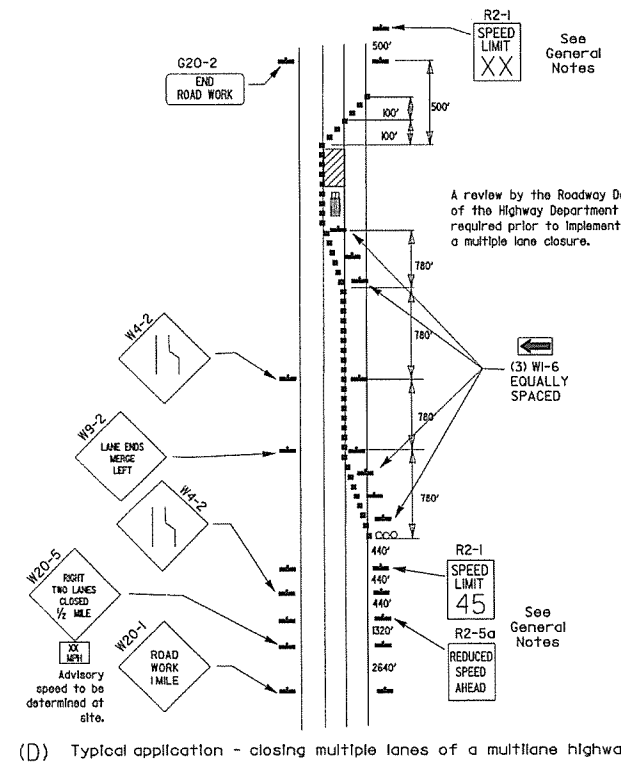 R2-1
SPEED
LIMIT
XX
See
General
Notes
500'
G20-2
END
ROAD WORK
500'
100'
100'
A review by the Roadway D
of the Highway Department
required prior to implement
a multiple lane closure.
780'
780'
W4-2
(3) W1-6
EQUALLY
SPACED
W9-2
LANE ENDS
MERGE
LEFT
780
780'
W4-2
440'
R2-1
SPEED
LIMIT
45
440'
440'
See
General
Notes
W20-5
RIGHT
TWO LANES
CLOSED
1/2 MILE
XX
MPH
Advisory
speed to be
determined at
site.
1320'
R2-5a
REDUCED
SPEED
AHEAD
W20-1
ROAD
WORK
1 MILE
2640'
(D) Typical application - closing multiple lanes of a multilane highwa